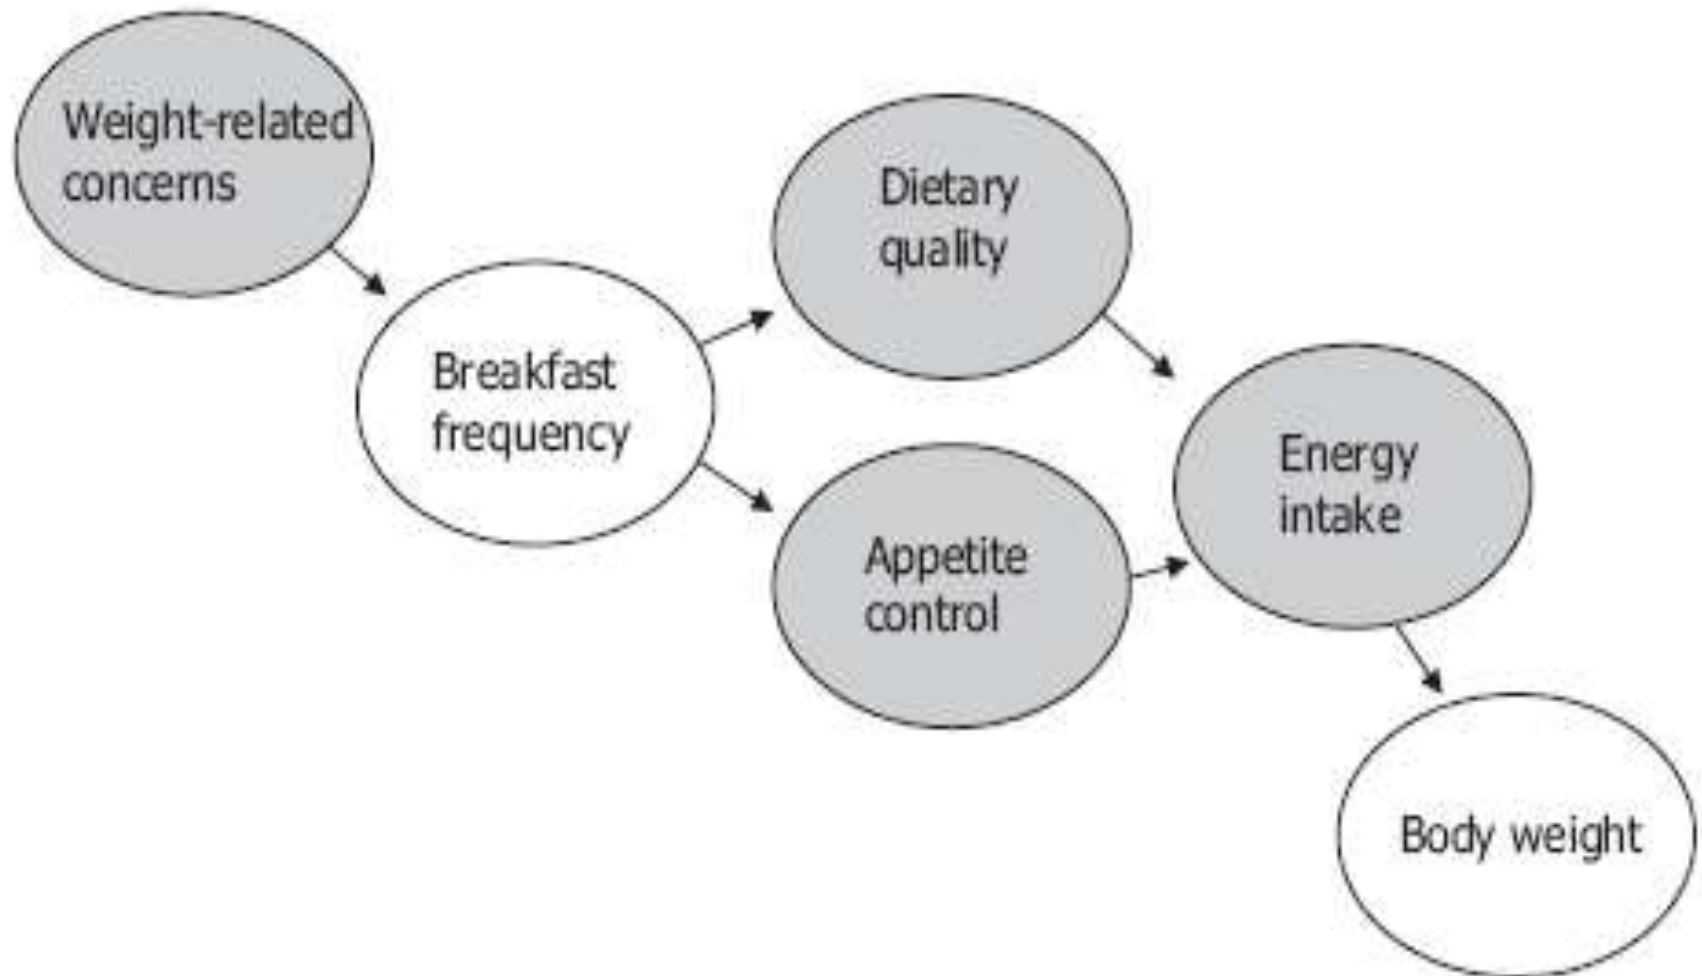 Weight-related
concerns
Breakfast
frequency
Dietary
quality
Appetite
control
Energy
intake
Body weight